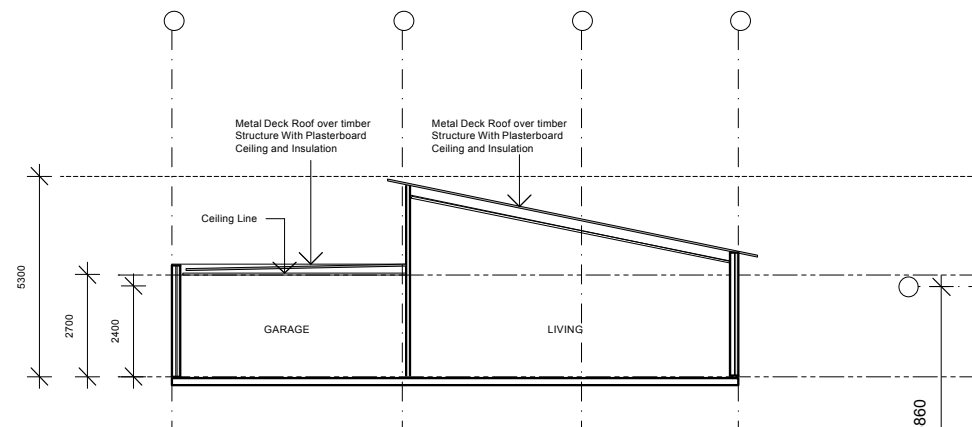 Metal Deck Roof over timber
Structure With Plasterboard
Ceiling and Insulation
Metal Deck Roof over timber
Structure With Plasterboard
Ceiling and Insulation
Ceiling Line
5300
2700
2400
GARAGE
LIVING
860